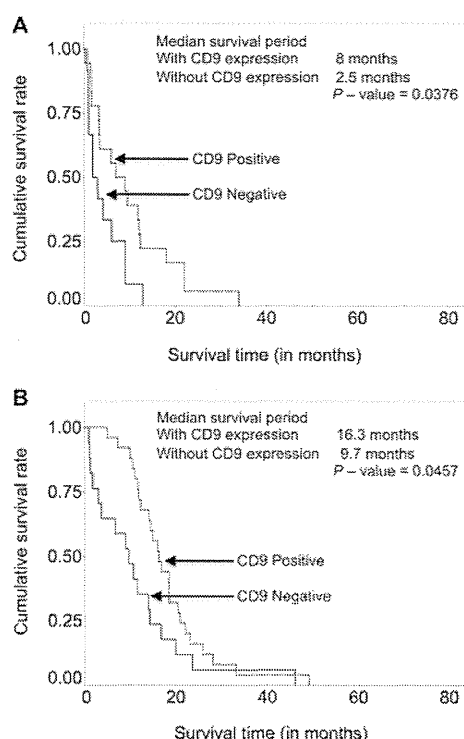 A
Median survival period
With CD9 expression 8 months
Without CD9 expression 2.5 months
P – value = 0.0376
1.00
0.75
0.50
0.25
0.00
CD9 Positive
CD9 Negative
Cumulative survival rate
0 20 40 60 80
Survival time (in months)
B
Median survival period
With CD9 expression 16.3 months
Without CD9 expression 9.7 months
P – value = 0.0457
1.00
0.75
0.50
0.25
0.00
CD9 Positive
CD9 Negative
Cumulative survival rate
0 20 40 60 80
Survival time (in months)